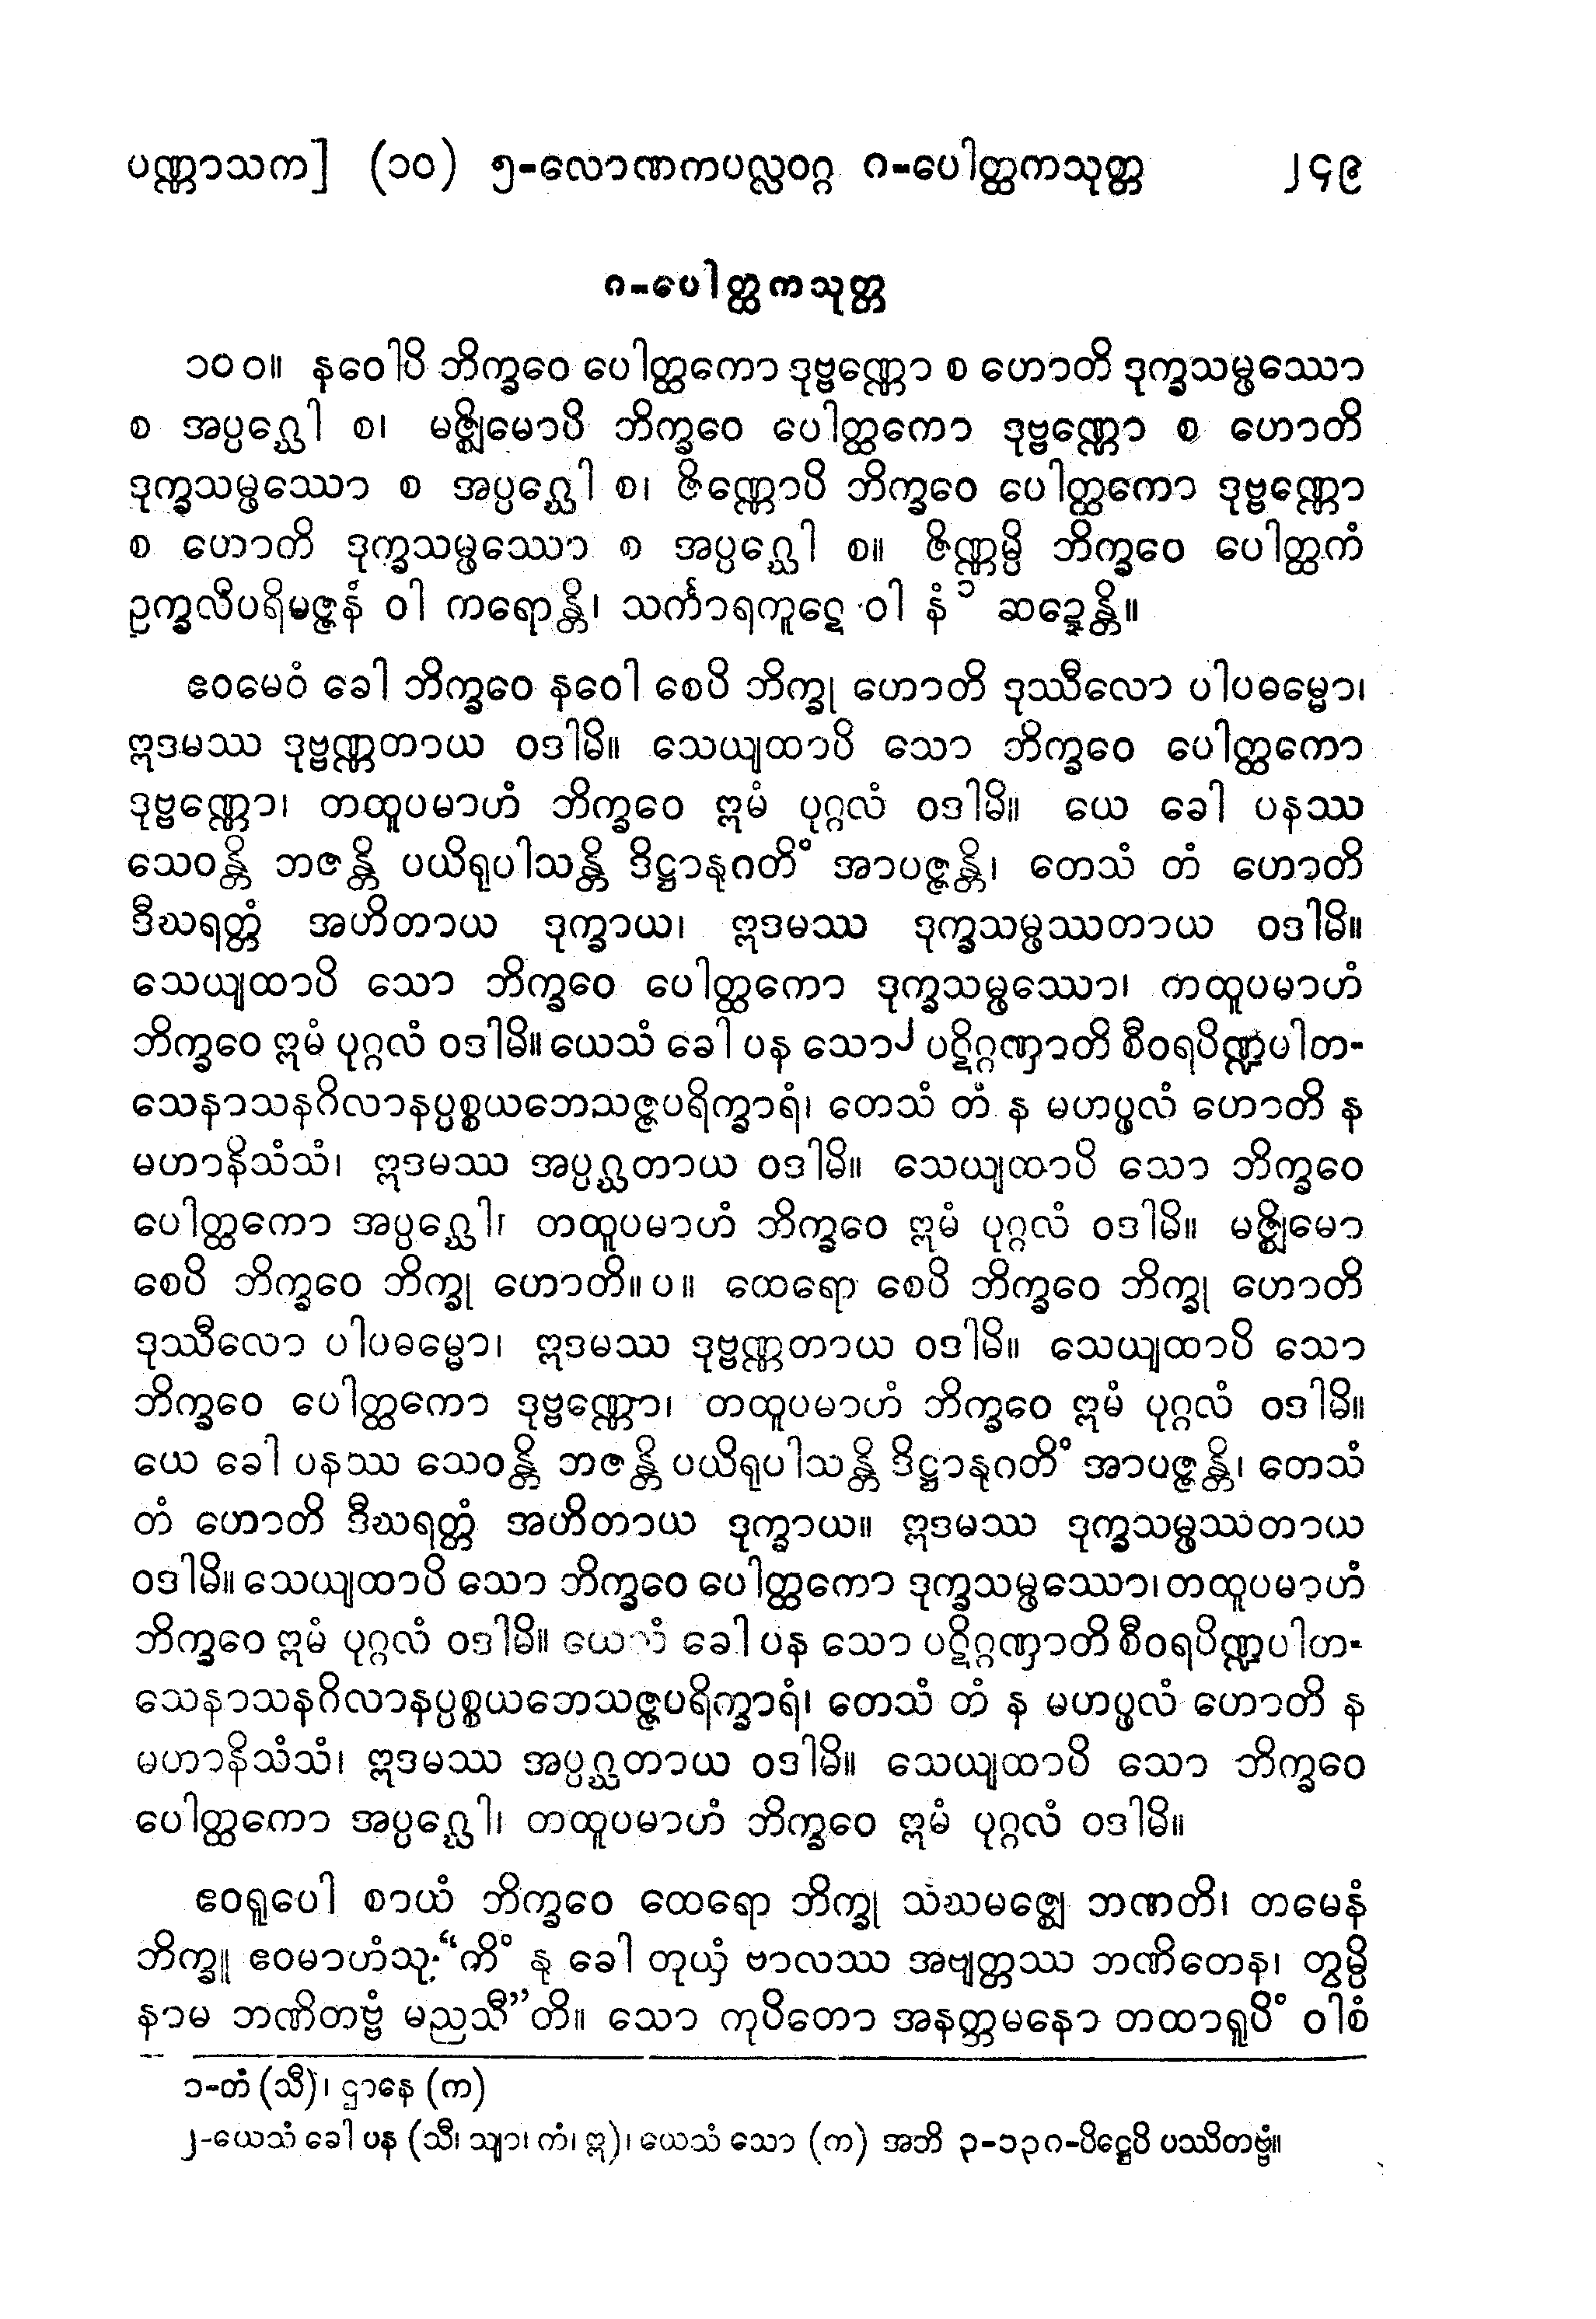 ပဏ္ဏာသက] (၁၀) ၅-လောဏကပလ္လဝဂ္ဂ ဂ-ပေါတ္ထကသုတ္တ ၂၄၉
ဂ-ပေါတ္ထကသုတ္တ
၁၀၀။ နဝေါပိ ဘိက္ခဝေ ပေါတ္ထကော ဒုဗ္ဗဏ္ဏော စ ဟောတိ ဒုက္ခသမ္ဖဿော
စ အပ္ပဂ္ဃေါ စ၊ မဇ္ဈိမောပိ ဘိက္ခဝေ ပေါတ္ထကော ဒုဗ္ဗဏ္ဏော စ ဟောတိ
ဒုက္ခသမ္ဖဿော စ အပ္ပဂ္ဃေါ စ၊ ဇိဏ္ဏောပိ ဘိက္ခဝေ ပေါတ္ထကော ဒုဗ္ဗဏ္ဏော
စ ဟောတိ ဒုက္ခသမ္ဖဿော စ အပ္ပဂ္ဃေါ စ။ ဇိဏ္ဏမ္ပိ ဘိက္ခဝေ ပေါတ္ထကံ
ဥက္ခလိပရိမဇ္ဇနံ ဝါ ကရောန္တိ၊ သင်္ကာရကူဋေ ဝါ နံ၁ ဆဍ္ဍေန္တိ။
ဧဝမေဝံ ခေါ ဘိက္ခဝေ နဝေါ စေပိ ဘိက္ခု ဟောတိ ဒုဿီလော ပါပဓမ္မော၊
ဣဒမဿ ဒုဗ္ဗဏ္ဏတာယ ဝဒါမိ။ သေယျထာပိ သော ဘိက္ခဝေ ပေါတ္ထကော
ဒုဗ္ဗဏ္ဏော၊ တထူပမာဟံ ဘိက္ခဝေ ဣမံ ပုဂ္ဂလံ ဝဒါမိ။ ယေ ခေါ ပနဿ
သေဝန္တိ ဘဇန္တိ ပယိရုပါသန္တိ ဒိဋ္ဌာနုဂတိံ အာပဇ္ဇန္တိ၊ တေသံ တံ ဟောတိ
ဒီဃရတ္တံ အဟိတာယ ဒုက္ခာယ၊ ဣဒမဿ ဒုက္ခသမ္ဖဿတာယ ဝဒါမိ။
သေယျထာပိ သော ဘိက္ခဝေ ပေါတ္ထကော ဒုက္ခသမ္ဖဿော၊ တထူပမာဟံ
ဘိက္ခဝေ ဣမံ ပုဂ္ဂလံ ဝဒါမိ။ ယေသံ ခေါ ပန သော၂ ပဋိဂ္ဂဏှာတိ စီဝရပိဏ္ဍပါတ-
သေနာသနဂိလာနပ္ပစ္စယဘေသဇ္ဇပရိက္ခာရံ၊ တေသံ တံ န မဟပ္ဖလံ ဟောတိ န
မဟာနိသံသံ၊ ဣဒမဿ အပ္ပဂ္ဃတာယ ဝဒါမိ။ သေယျထာပိ သော ဘိက္ခဝေ
ပေါတ္ထကော အပ္ပဂ္ဃေါ၊ တထူပမာဟံ ဘိက္ခဝေ ဣမံ ပုဂ္ဂလံ ဝဒါမိ။ မဇ္ဈိမော
စေပိ ဘိက္ခဝေ ဘိက္ခု ဟောတိ။ ပ။ ထေရော စေပိ ဘိက္ခဝေ ဘိက္ခု ဟောတိ
ဒုဿီလော ပါပဓမ္မော၊ ဣဒမဿ ဒုဗ္ဗဏ္ဏတာယ ဝဒါမိ။ သေယျထာပိ သော
ဘိက္ခဝေ ပေါတ္ထကော ဒုဗ္ဗဏ္ဏော၊ တထူပမာဟံ ဘိက္ခဝေ ဣမံ ပုဂ္ဂလံ ဝဒါမိ။
ယေ ခေါ ပနဿ သေဝန္တိ ဘဇန္တိ ပယိရုပါသန္တိ ဒိဋ္ဌာနုဂတိံ အာပဇ္ဇန္တိ၊ တေသံ
တံ ဟောတိ ဒီဃရတ္တံ အဟိတာယ ဒုက္ခာယ။ ဣဒမဿ ဒုက္ခသမ္ဖဿတာယ
ဝဒါမိ။ သေယျထာပိ သော ဘိက္ခဝေ ပေါတ္ထကော ဒုက္ခသမ္ဖဿော၊ တထူပမာဟံ
ဘိက္ခဝေ ဣမံ ပုဂ္ဂလံ ဝဒါမိ။ ယေသံ ခေါ ပန သော ပဋိဂ္ဂဏှာတိ စီဝရပိဏ္ဍပါတ-
သေနာသနဂိလာနပ္ပစ္စယဘေသဇ္ဇပရိက္ခာရံ၊ တေသံ တံ န မဟပ္ဖလံ ဟောတိ န
မဟာနိသံသံ၊ ဣဒမဿ အပ္ပဂ္ဃတာယ ဝဒါမိ။ သေယျထာပိ သော ဘိက္ခဝေ
ပေါတ္ထကော အပ္ပဂ္ဃေါ၊ တထူပမာဟံ ဘိက္ခဝေ ဣမံ ပုဂ္ဂလံ ဝဒါမိ။
ဧဝရူပေါ စာယံ ဘိက္ခဝေ ထေရော ဘိက္ခု သံဃမဇ္ဈေ ဘဏတိ၊ တမေနံ
ဘိက္ခူ ဧဝမာဟံသု-“ကိံ နု ခေါ တုယှံ ဗာလဿ အဗျတ္တဿ ဘဏိတေန၊ တွမ္ပိ
နာမ ဘဏိတဗ္ဗံ မညသီ”တိ။ သော ကုပိတော အနတ္တမနော တထာရူပိံ ဝါစံ
၁-တံ (သီ)၊ ဌာနေ (က)
၂-ယေသံ ခေါ ပန (သီ၊ သျာ၊ ကံ၊ ဣ)၊ ယေသံ သော (က) အဘိ ၃-၁၃၈-ပိဋ္ဌေပိ ပဿိတဗ္ဗံ။